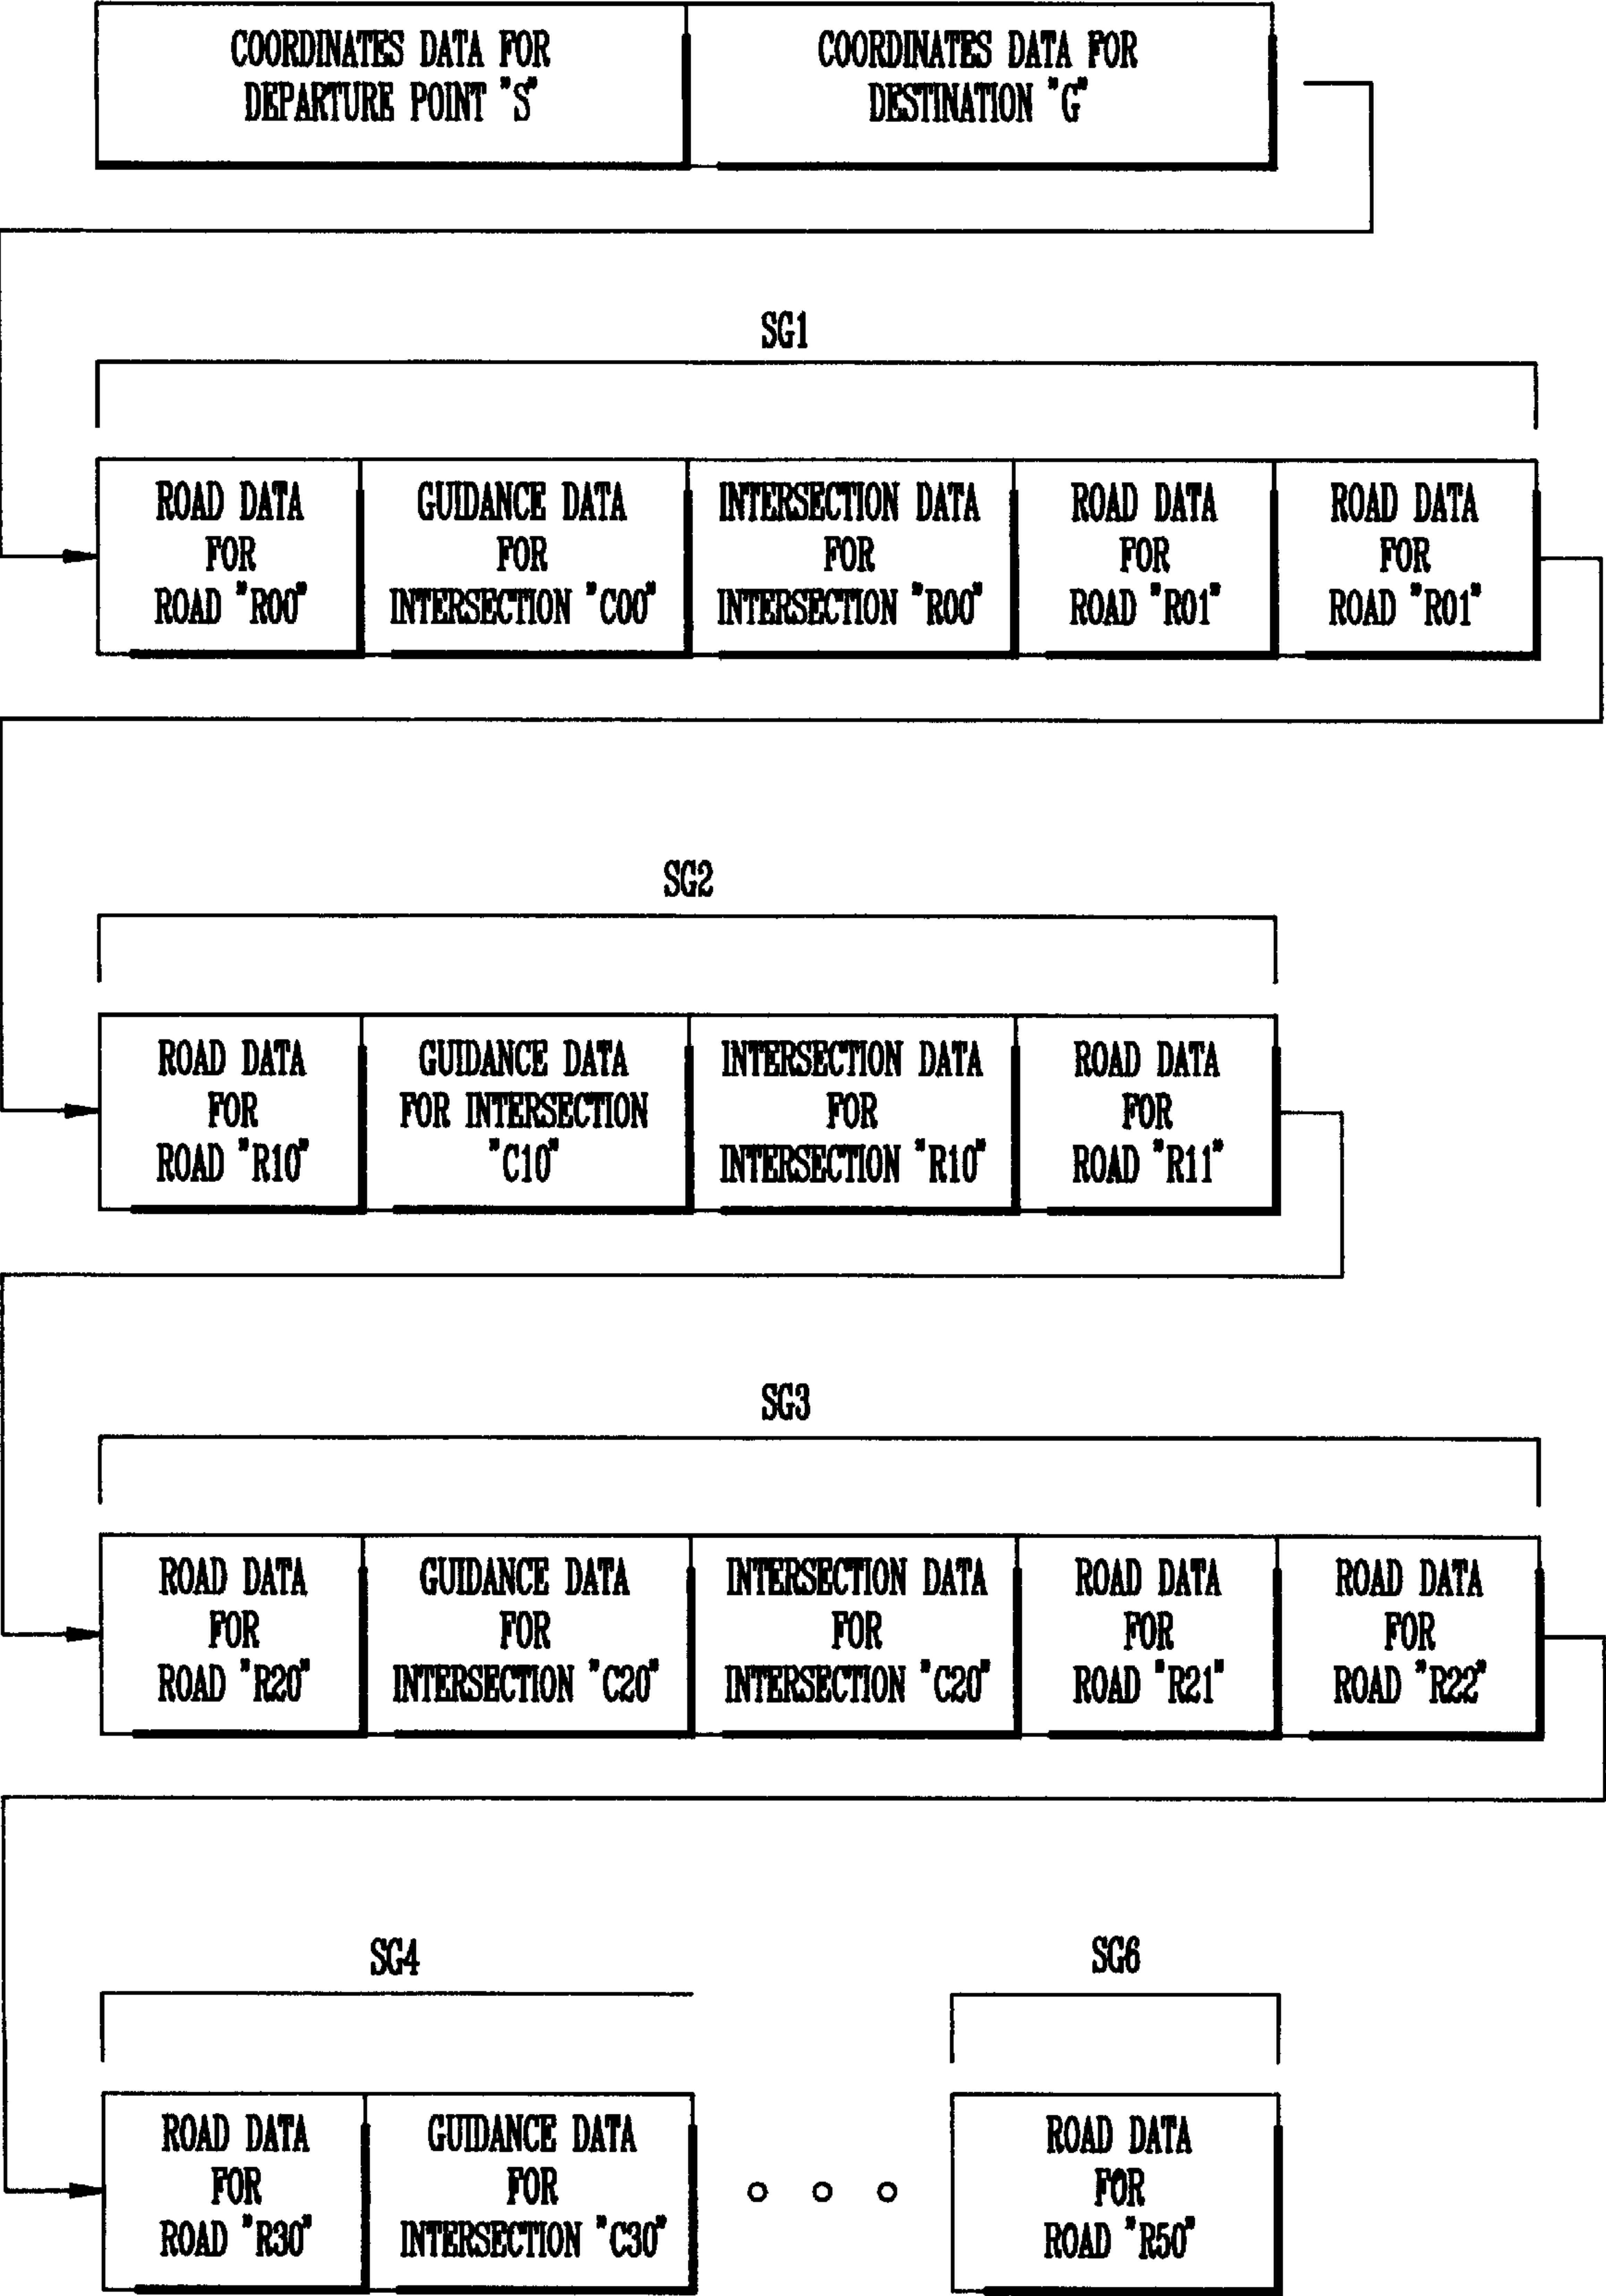 COORDINATES DATA FOR
DEPARTURE POINT "S"
COORDINATES DATA FOR
DESTINATION "G"
SG1
ROAD DATA
FOR
ROAD "R00"
GUIDANCE DATA
FOR
INTERSECTION "C00"
INTERSECTION DATA
FOR
INTERSECTION "R00"
ROAD DATA
FOR
ROAD "R01"
ROAD DATA
FOR
ROAD "R01"
SG2
ROAD DATA
FOR
ROAD "R10"
GUIDANCE DATA
FOR INTERSECTION
"C10"
INTERSECTION DATA
FOR
INTERSECTION "R10"
ROAD DATA
FOR
ROAD "R11"
SG3
ROAD DATA
FOR
ROAD "R20"
GUIDANCE DATA
FOR
INTERSECTION "C20"
INTERSECTION DATA
FOR
INTERSECTION "C20"
ROAD DATA
FOR
ROAD "R21"
ROAD DATA
FOR
ROAD "R22"
SG4
ROAD DATA
FOR
ROAD "R30"
GUIDANCE DATA
FOR
INTERSECTION "C30"
SG6
ROAD DATA
FOR
ROAD "R50"